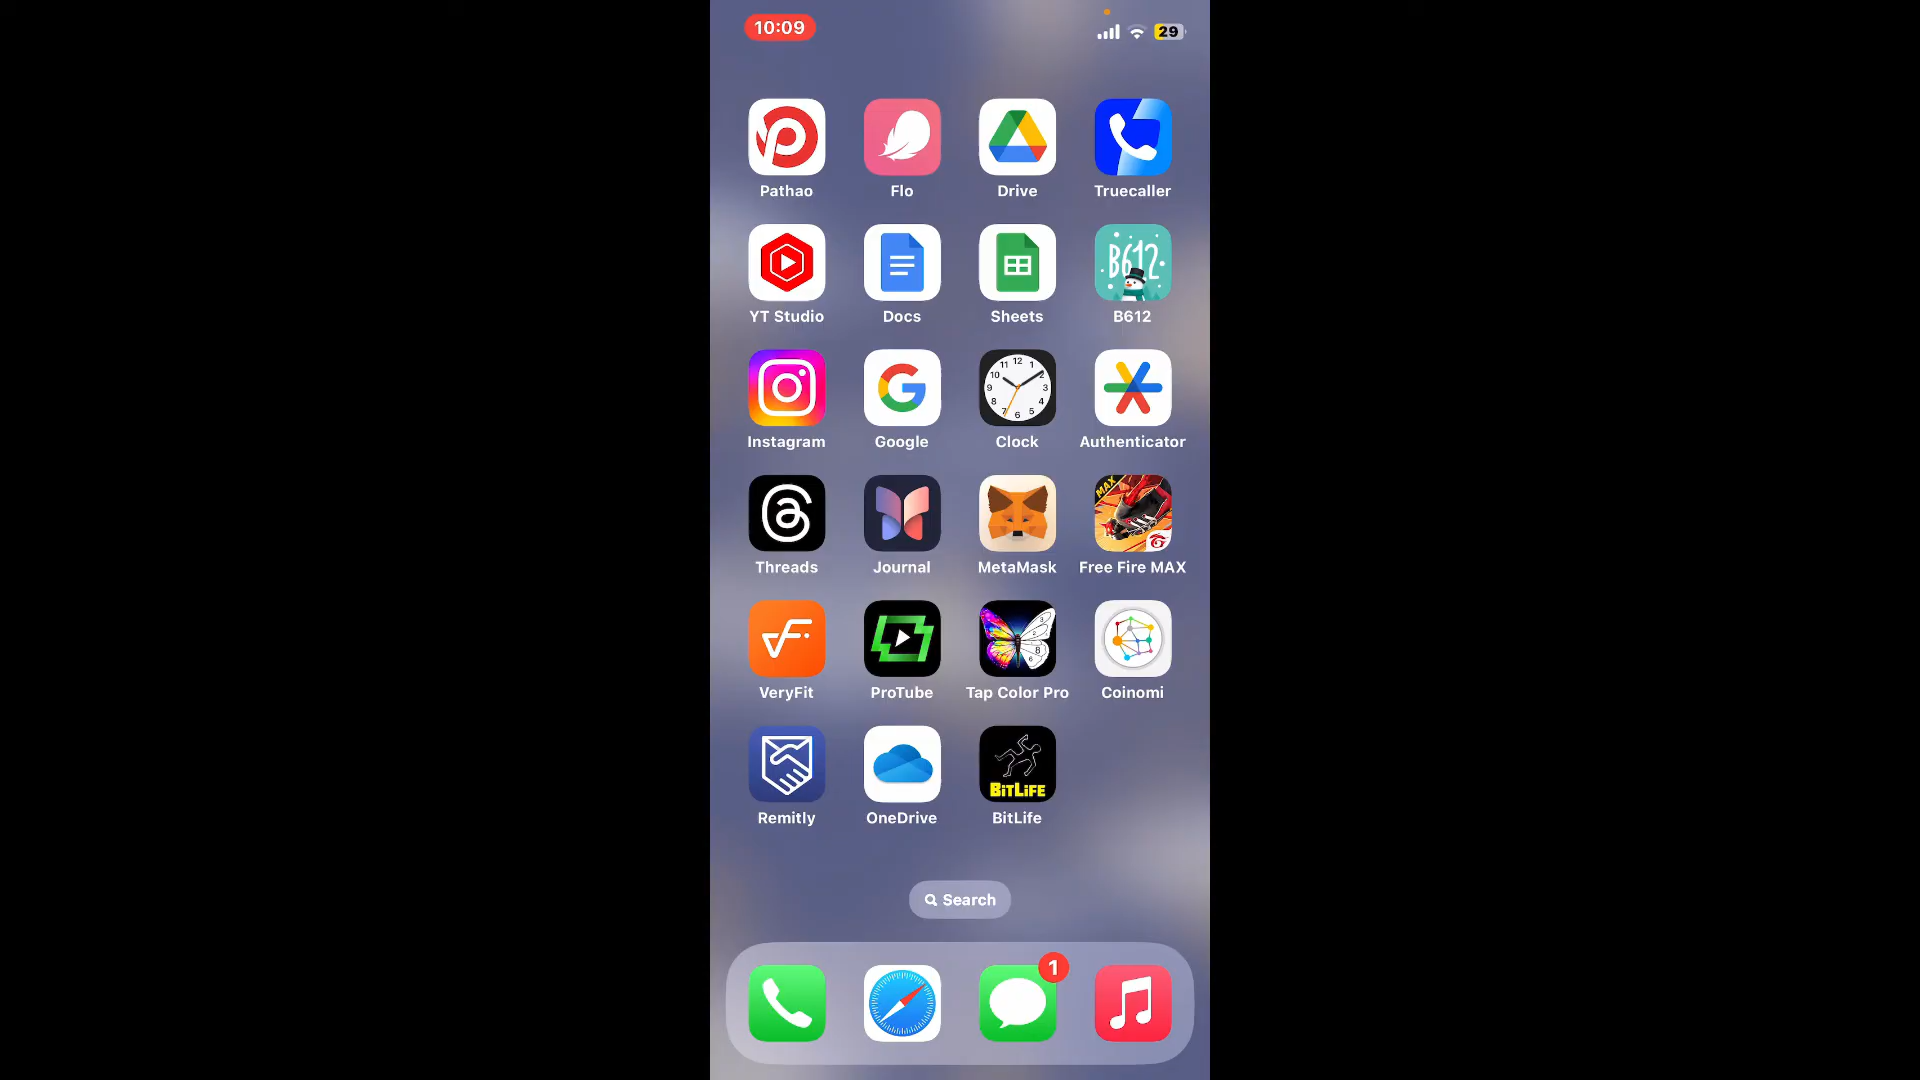 10:09
29
Pathao Flo Drive Truecaller
B612
YT Studio Docs Sheets B612
Instagram Google Clock Authenticator
MAX
Threads Journal MetaMask Free Fire MAX
VeryFit ProTube Tap Color Pro Coinomi
BitLiFE
Remitly OneDrive BitLife
Search
1